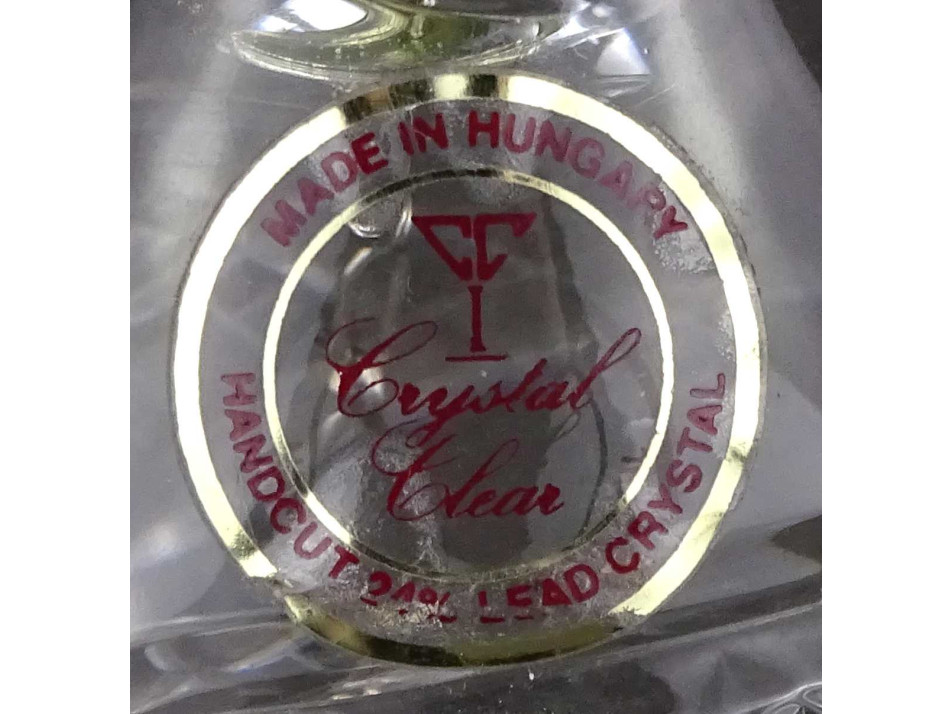 MADE IN HUNGARY
CC
Crystal
Clear
HANDCUT 24% LEAD CRYSTAL